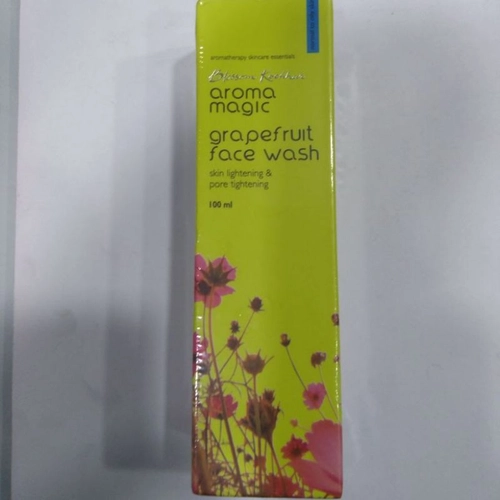 aromatherapy skincare essentials
Blossom Kochhar
aroma
magic
grapefruit
face wash
skin lightening &
pore tightening
100 ml